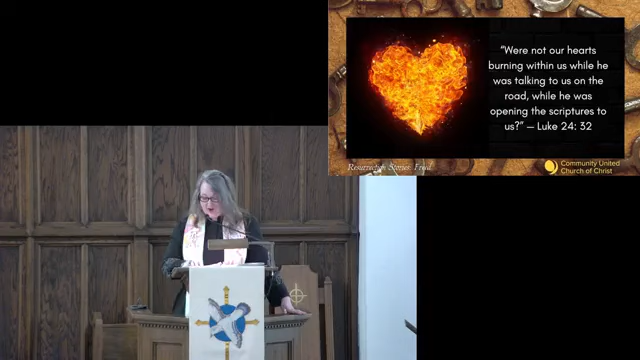 “Were not our hearts
burning within us while he
was talking to us on the
road, while he was
opening the scriptures to
us?” — Luke 24: 32
Resurrection Stories: Freed.
Community United
Church of Christ